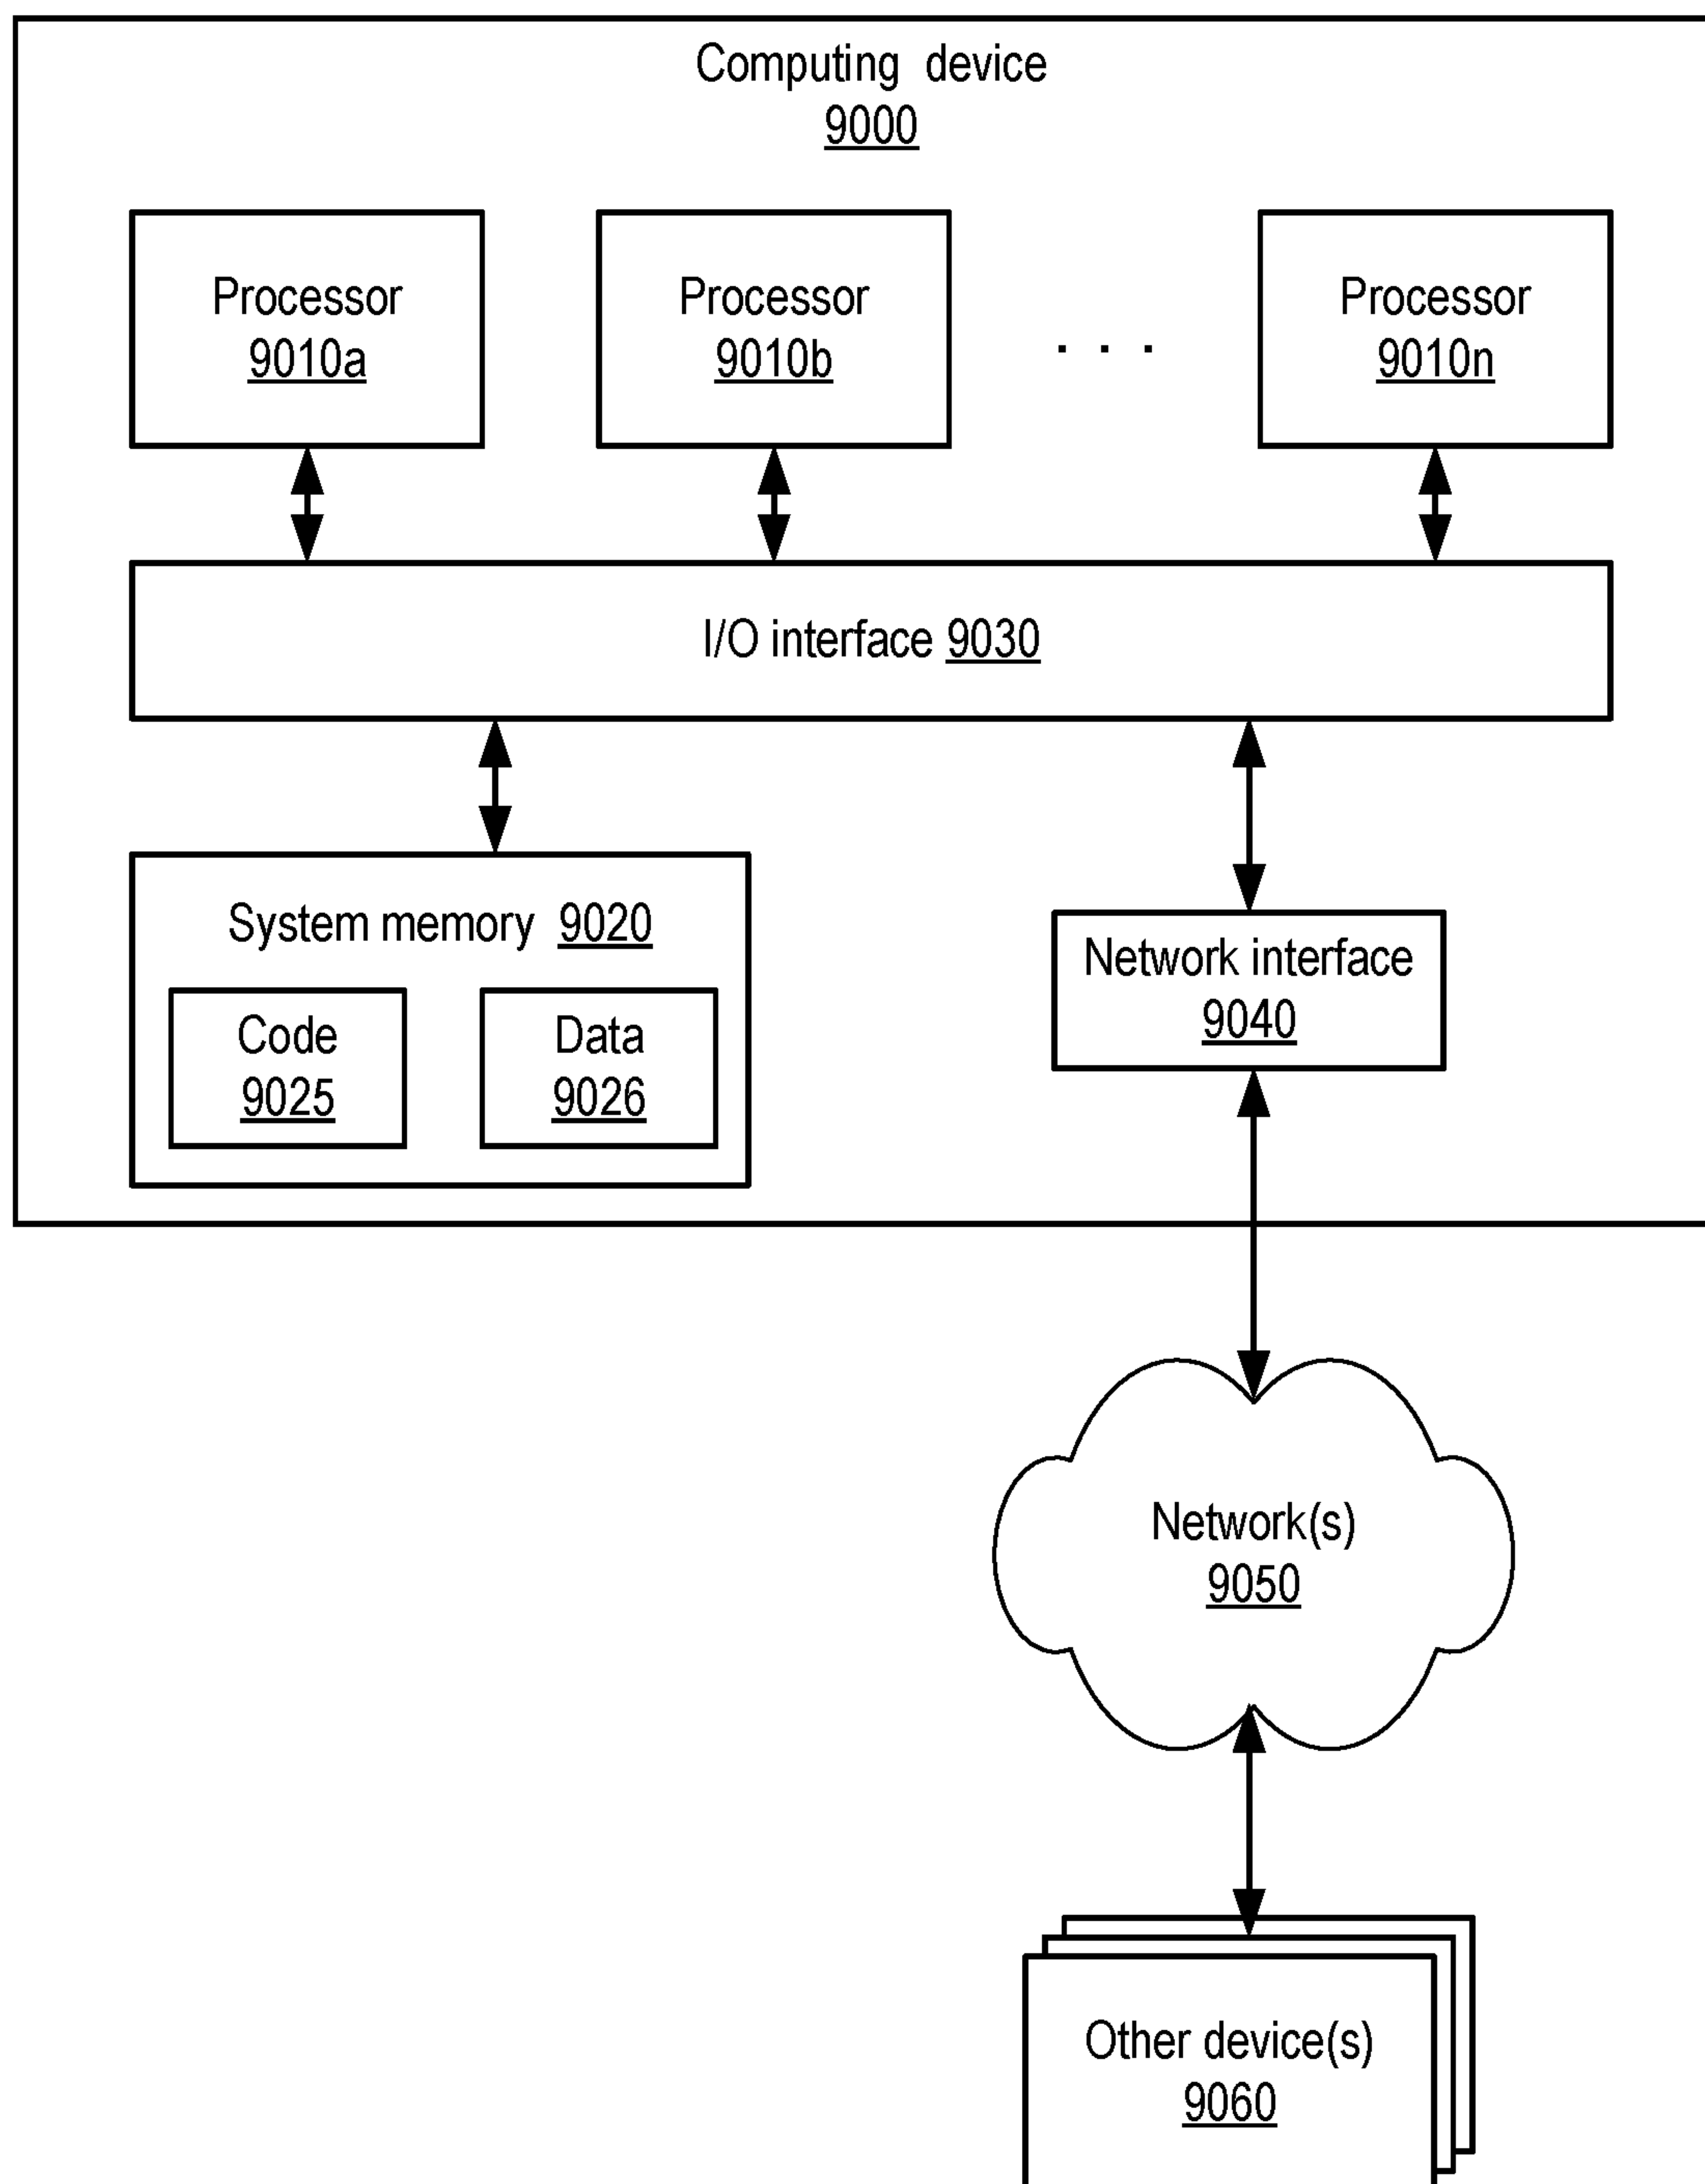 Computing device
9000
Processor
9010a
Processor
9010b
. . .
Processor
9010n
I/O interface 9030
System memory 9020
Code
9025
Data
9026
Network interface
9040
Network(s)
9050
Other device(s)
9060